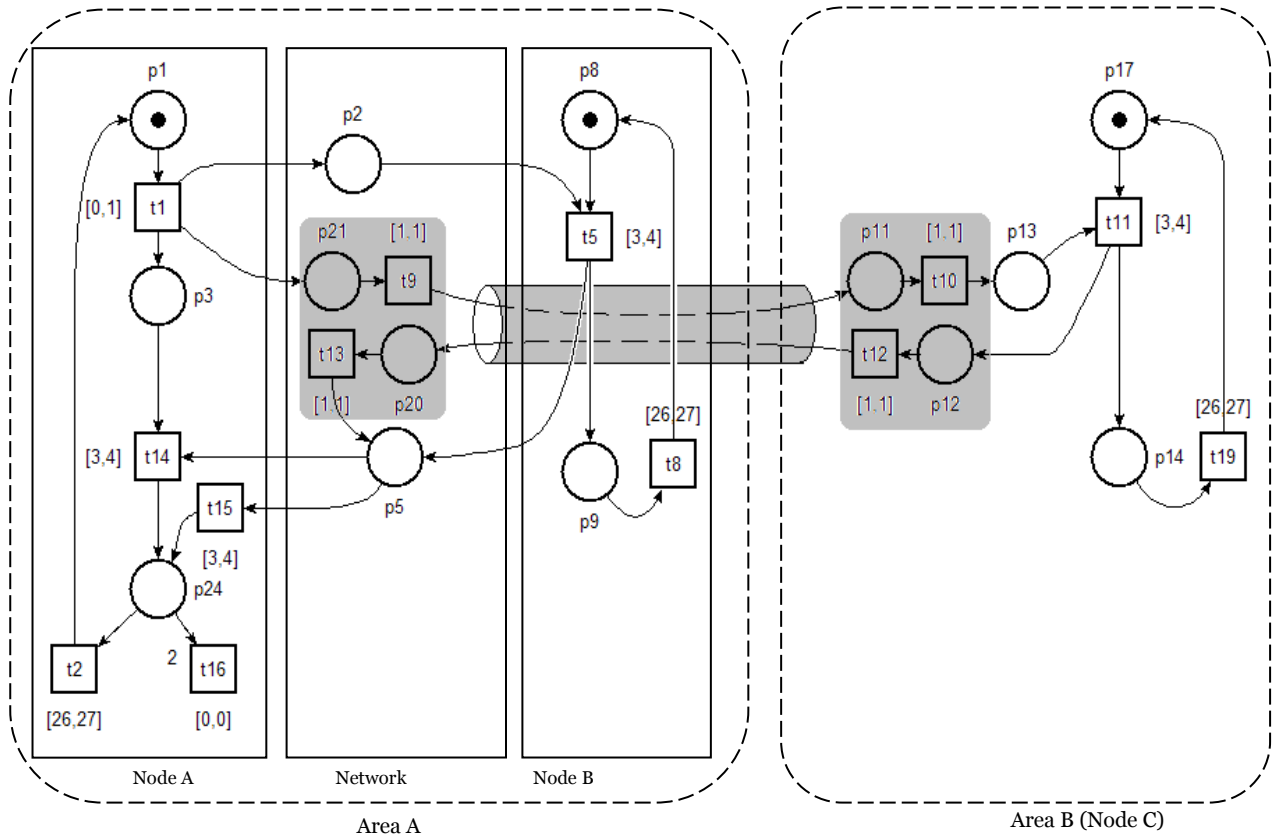 p1
p8
p17
p2
[0,1]
t1
p21
[1,1]
t5
[3,4]
p11
[1,1]
p13
t11
[3,4]
t9
t10
p3
t13
t12
[1,1]
p20
[1,1]
p12
[26,27]
[26,27]
[3,4]
t14
t8
p14
t19
t15
p5
p9
[3,4]
p24
t2
2
t16
[26,27]
[0,0]
Node A
Network
Node B
Area A
Area B (Node C)